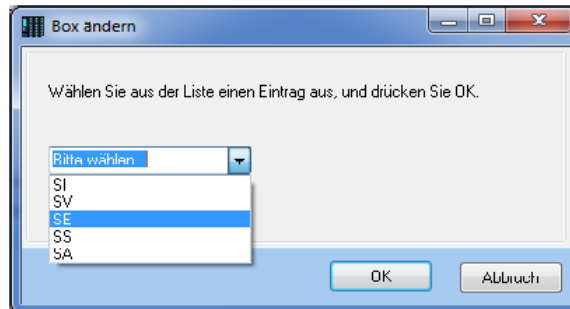 Box ändern
Wählen Sie aus der Liste einen Eintrag aus, und drücken Sie OK.
Bitte wählen
SI
SV
SE
SS
SA
OK
Abbruch